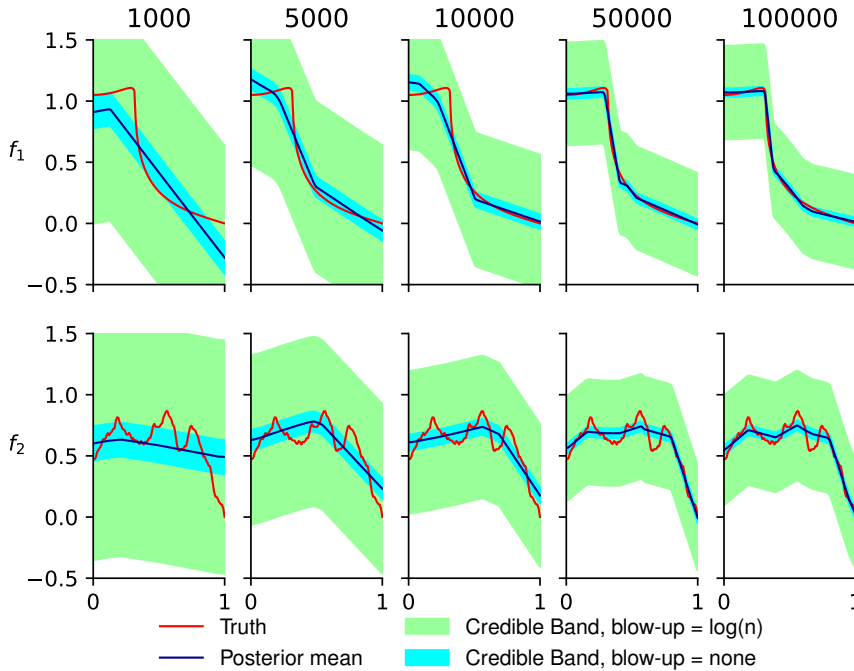 1000 5000 10000 50000 100000
1.5
1.0
0.5
0.0
−0.5
f1
1.5
1.0
0.5
0.0
−0.5
f2
0 1 0 1 0 1 0 1 0 1
Truth
Posterior mean
Credible Band, blow-up = log(n)
Credible Band, blow-up = none